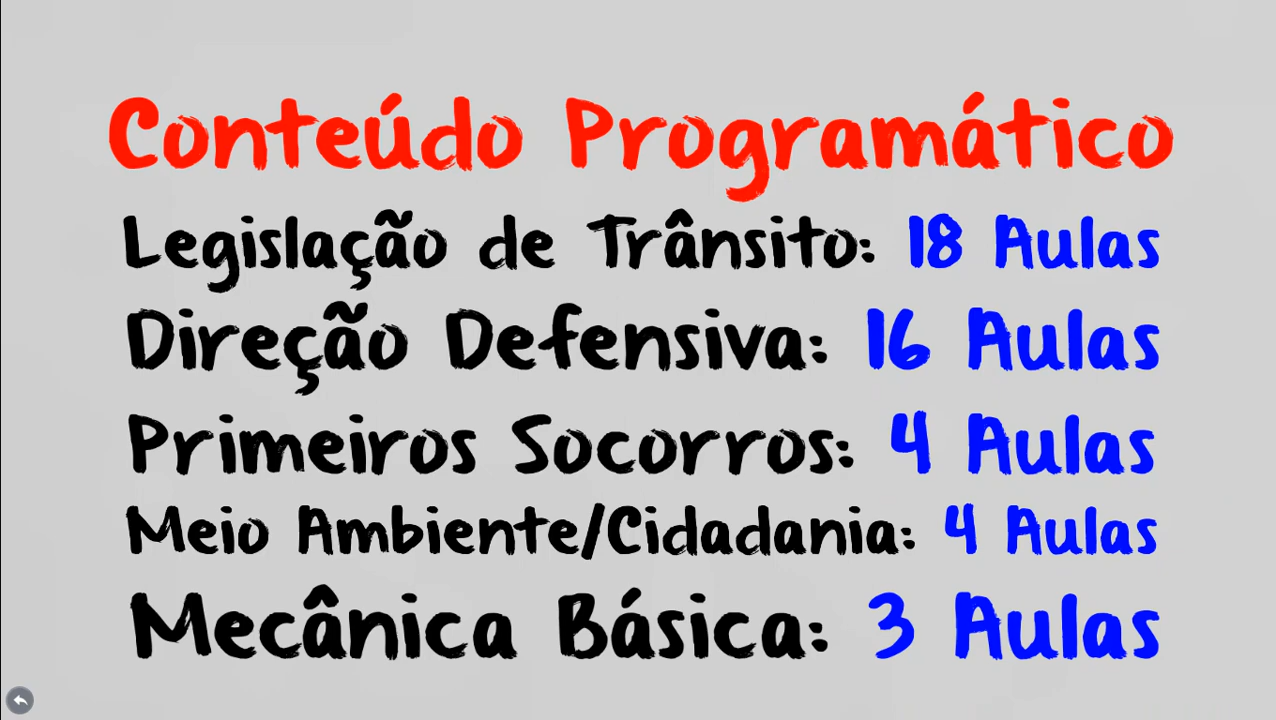 Conteúdo Programático
Legislação de Trânsito: 18 Aulas
Direção Defensiva: 16 Aulas
Primeiros Socorros: 4 Aulas
Meio Ambiente/Cidadania: 4 Aulas
Mecânica Básica: 3 Aulas